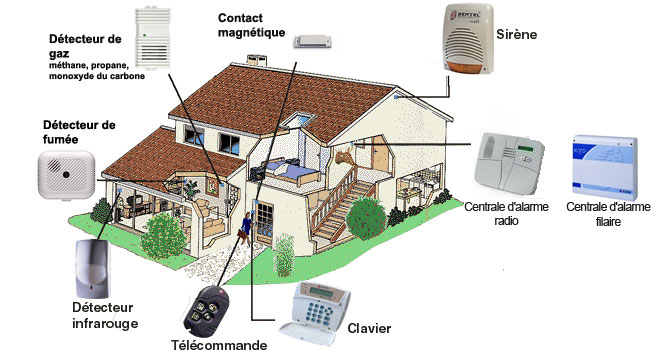 Détecteur de
gaz
méthane, propane,
monoxyde du carbone
Contact
magnétique
BENTEL
Sirène
Détecteur de
fumée
Centrale d'alarme
radio
Centrale d'alarme
filaire
Détecteur
infrarouge
Télécommande
Clavier